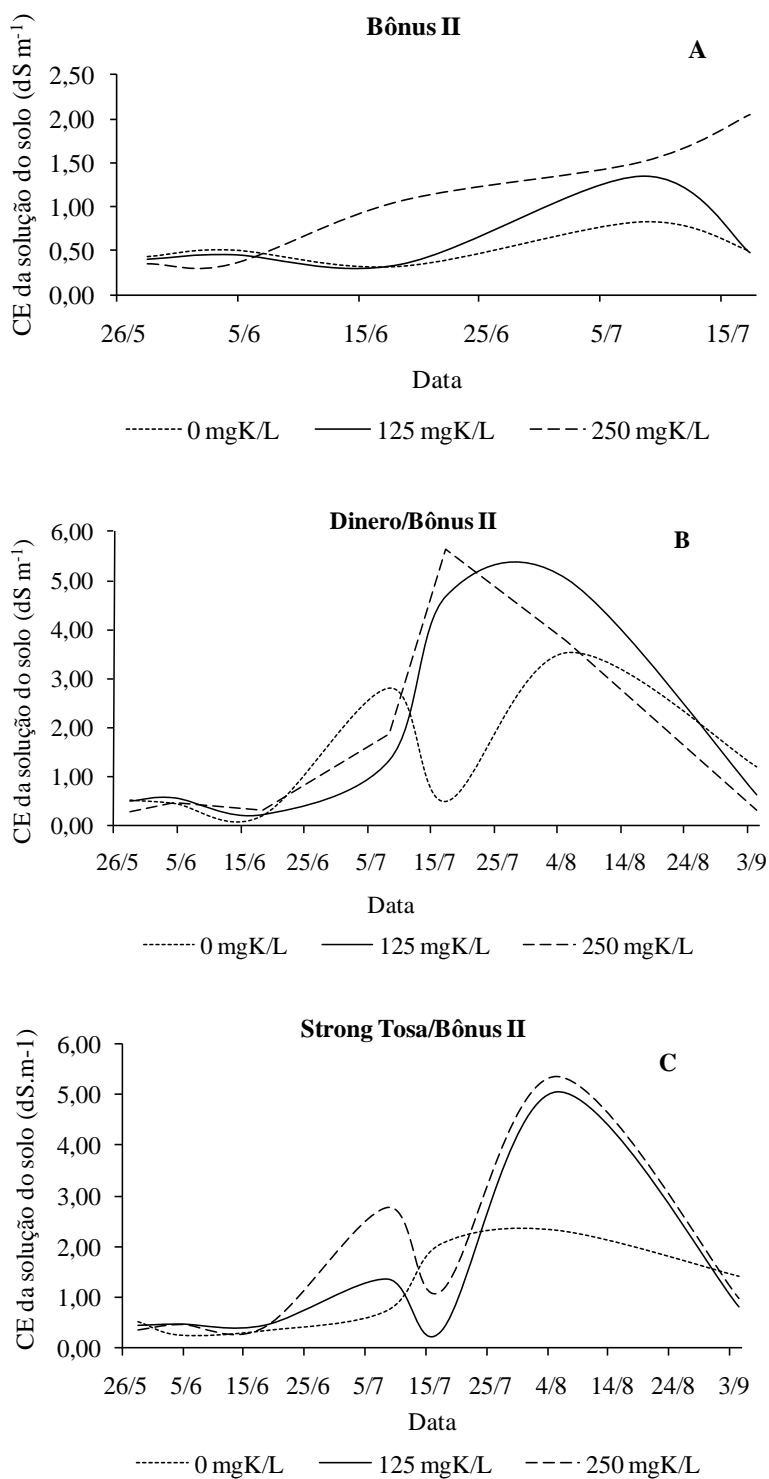 Bônus II
A
CE da solução do solo (dS m-1)
2,50
2,00
1,50
1,00
0,50
0,00
26/5 5/6 15/6 25/6 5/7 15/7
Data
0 mgK/L 125 mgK/L 250 mgK/L
Dinero/Bônus II
B
CE da solução do solo (dS m-1)
6,00
5,00
4,00
3,00
2,00
1,00
0,00
26/5 5/6 15/6 25/6 5/7 15/7 25/7 4/8 14/8 24/8 3/9
Data
0 mgK/L 125 mgK/L 250 mgK/L
Strong Tosa/Bônus II
C
CE da solução do solo (dS.m-1)
6,00
5,00
4,00
3,00
2,00
1,00
0,00
26/5 5/6 15/6 25/6 5/7 15/7 25/7 4/8 14/8 24/8 3/9
Data
0 mgK/L 125 mgK/L 250 mgK/L